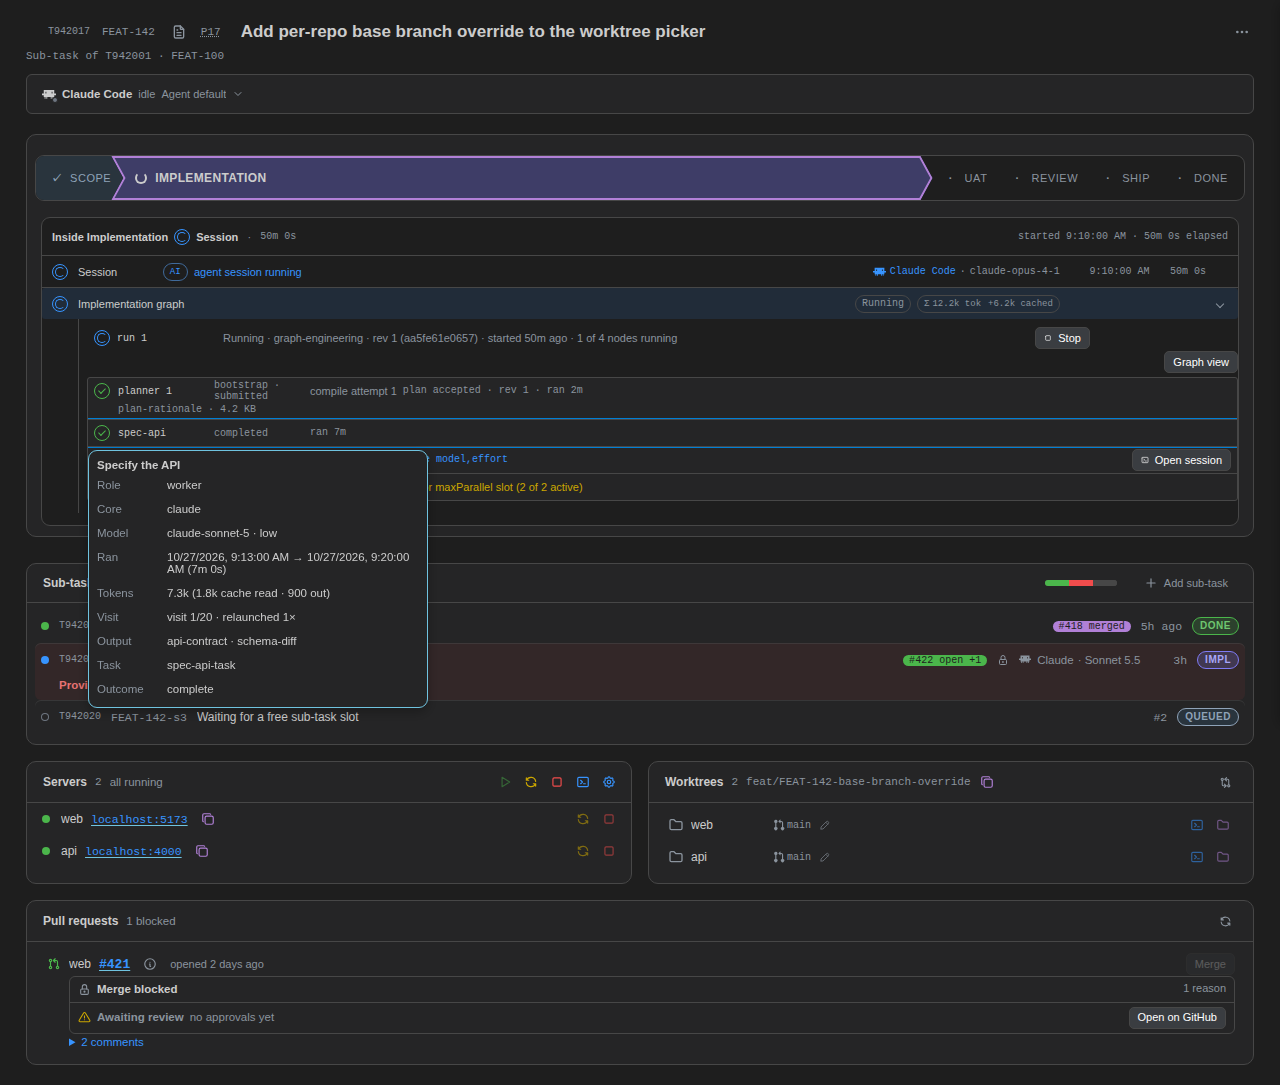 T942017 FEAT-142 P17 Add per-repo base branch override to the worktree picker
Sub-task of T942001 · FEAT-100
Claude Code idle Agent default
SCOPE
IMPLEMENTATION
· UAT · REVIEW · SHIP · DONE
Inside Implementation Session · 50m 0s started 9:10:00 AM · 50m 0s elapsed
Session AI agent session running Claude Code · claude-opus-4-1 9:10:00 AM 50m 0s
Implementation graph Running Σ 12.2k tok +6.2k cached
run 1 Running · graph-engineering · rev 1 (aa5fe61e0657) · started 50m ago · 1 of 4 nodes running Stop
Graph view
planner 1 bootstrap · submitted compile attempt 1 plan accepted · rev 1 · ran 2m
plan-rationale · 4.2 KB
spec-api completed ran 7m
model,effort Open session
maxParallel slot (2 of 2 active)
Specify the API
Role worker
Core claude
Model claude-sonnet-5 · low
Ran 10/27/2026, 9:13:00 AM → 10/27/2026, 9:20:00
AM (7m 0s)
Tokens 7.3k (1.8k cache read · 900 out)
Visit visit 1/20 · relaunched 1×
Output api-contract · schema-diff
Task spec-api-task
Outcome complete
Sub-tas Add sub-task
T9420 #418 merged 5h ago DONE
T9420 #422 open +1 Claude · Sonnet 5.5 3h IMPL
Provi
T942020 FEAT-142-s3 Waiting for a free sub-task slot #2 QUEUED
Servers 2 all running
web localhost:5173
api localhost:4000
Worktrees 2 feat/FEAT-142-base-branch-override
web main
api main
Pull requests 1 blocked
web #421 opened 2 days ago Merge
Merge blocked 1 reason
Awaiting review no approvals yet Open on GitHub
2 comments